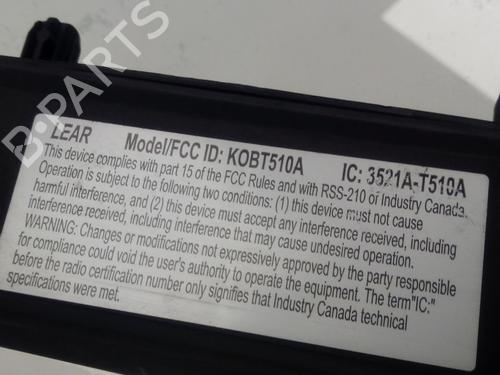 B-PARTS
LEAR Model/FCC ID: KOBT510A IC: 3521A-T510A
This device complies with part 15 of the FCC Rules and with RSS-210 of Industry Canada.
Operation is subject to the following two conditions: (1) this device must not cause
harmful interference, and (2) this device must accept any interference received, including
interference received, including interference that may cause undesired operation.
WARNING: Changes or modifications not expressively approved by the party responsible
for compliance could void the user's authority to operate the equipment. The term"IC:"
before the radio certification number only signifies that Industry Canada technical
specifications were met.